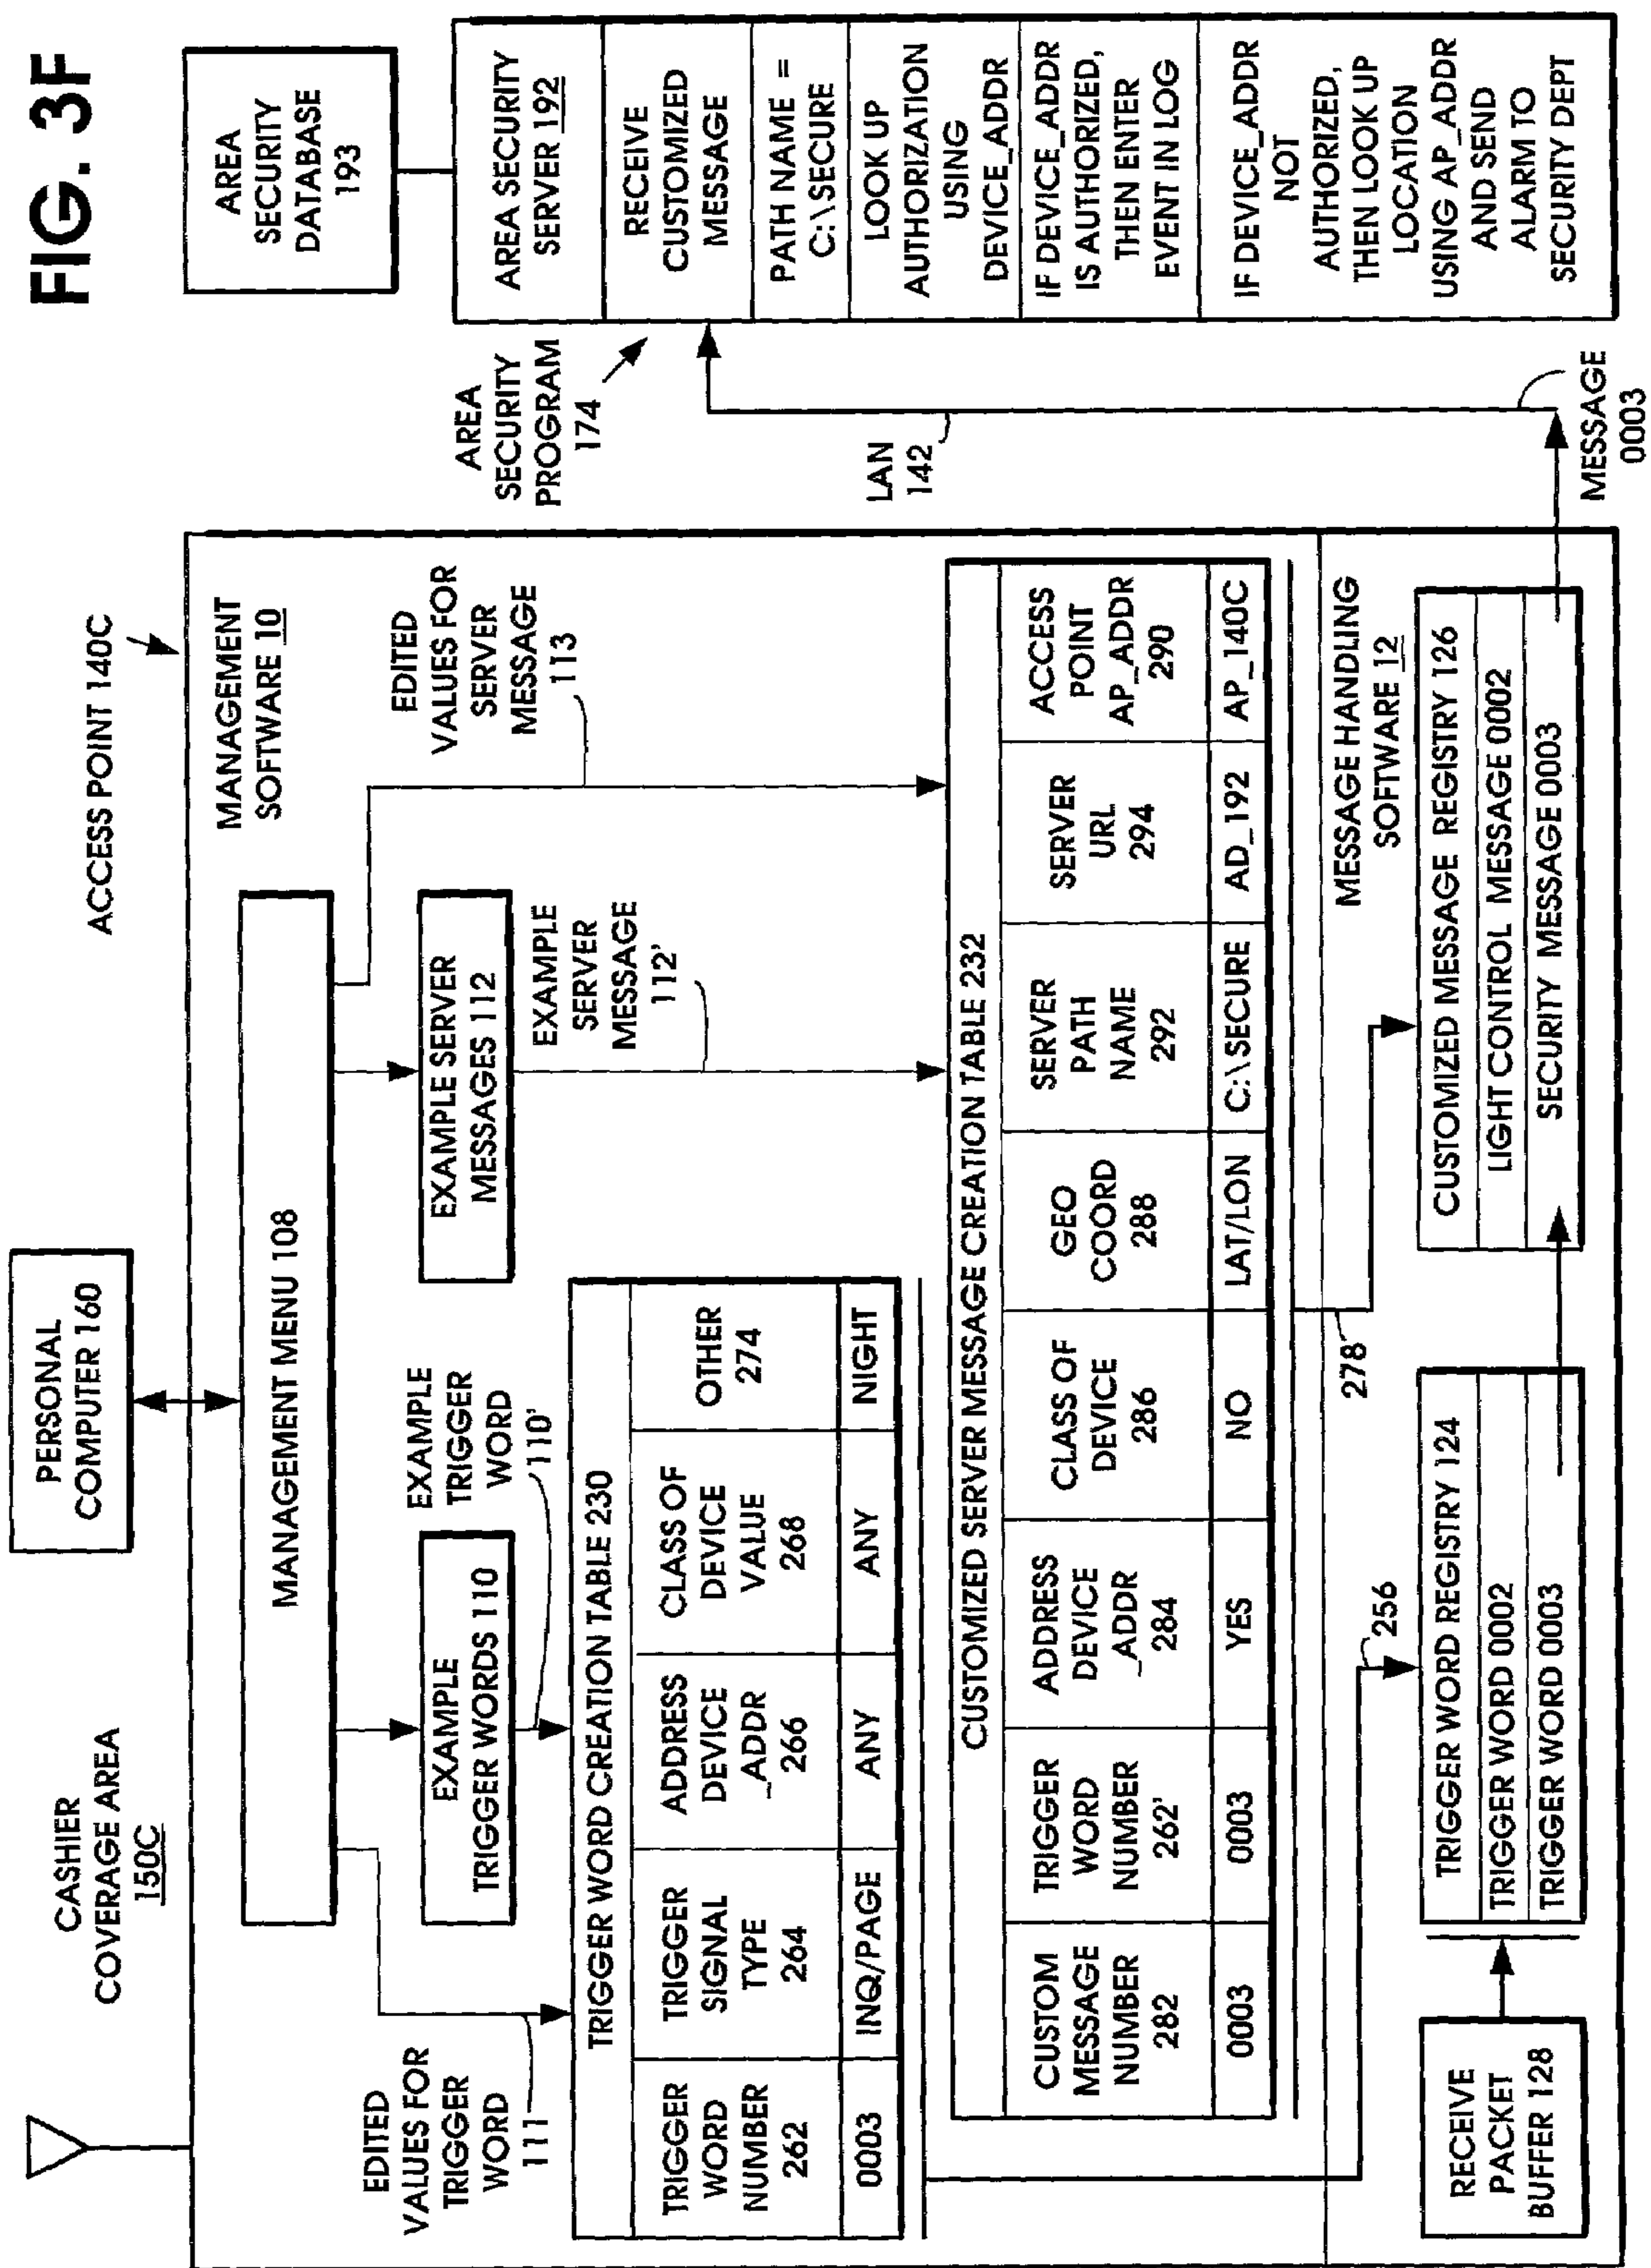 FIG. 3F
PERSONAL
COMPUTER 160
CASHIER
COVERAGE AREA
150C
ACCESS POINT 140C
MANAGEMENT
SOFTWARE 10
MANAGEMENT MENU 108
EDITED
VALUES FOR
TRIGGER
WORD
111
EXAMPLE
TRIGGER WORDS 110
EXAMPLE
TRIGGER
WORD
110'
EXAMPLE SERVER
MESSAGES 112
EXAMPLE
SERVER
MESSAGE
112'
EDITED
VALUES FOR
SERVER
MESSAGE
113
TRIGGER WORD CREATION TABLE 230
TRIGGER
WORD
NUMBER
262
TRIGGER
SIGNAL
TYPE
264
ADDRESS
DEVICE
_ADDR
266
CLASS OF
DEVICE
VALUE
268
OTHER
274
0003
INQ/PAGE
ANY
ANY
NIGHT
CUSTOMIZED SERVER MESSAGE CREATION TABLE 232
CUSTOM
MESSAGE
NUMBER
282
TRIGGER
WORD
NUMBER
262'
ADDRESS
DEVICE
_ADDR
284
CLASS OF
DEVICE
286
GEO
COORD
288
SERVER
PATH
NAME
292
SERVER
URL
294
ACCESS
POINT
AP_ADDR
290
0003
0003
YES
NO
LAT/LON
C:\SECURE
AD_192
AP_140C
256
278
MESSAGE HANDLING
SOFTWARE 12
RECEIVE
PACKET
BUFFER 128
TRIGGER WORD REGISTRY 124
TRIGGER WORD 0002
TRIGGER WORD 0003
CUSTOMIZED MESSAGE REGISTRY 126
LIGHT CONTROL MESSAGE 0002
SECURITY MESSAGE 0003
MESSAGE
0003
LAN
142
AREA
SECURITY
PROGRAM
174
AREA
SECURITY
DATABASE
193
AREA SECURITY
SERVER 192
RECEIVE
CUSTOMIZED
MESSAGE
PATH NAME =
C:\SECURE
LOOK UP
AUTHORIZATION
USING
DEVICE_ADDR
IF DEVICE_ADDR
IS AUTHORIZED,
THEN ENTER
EVENT IN LOG
IF DEVICE_ADDR
NOT
AUTHORIZED,
THEN LOOK UP
LOCATION
USING AP_ADDR
AND SEND
ALARM TO
SECURITY DEPT